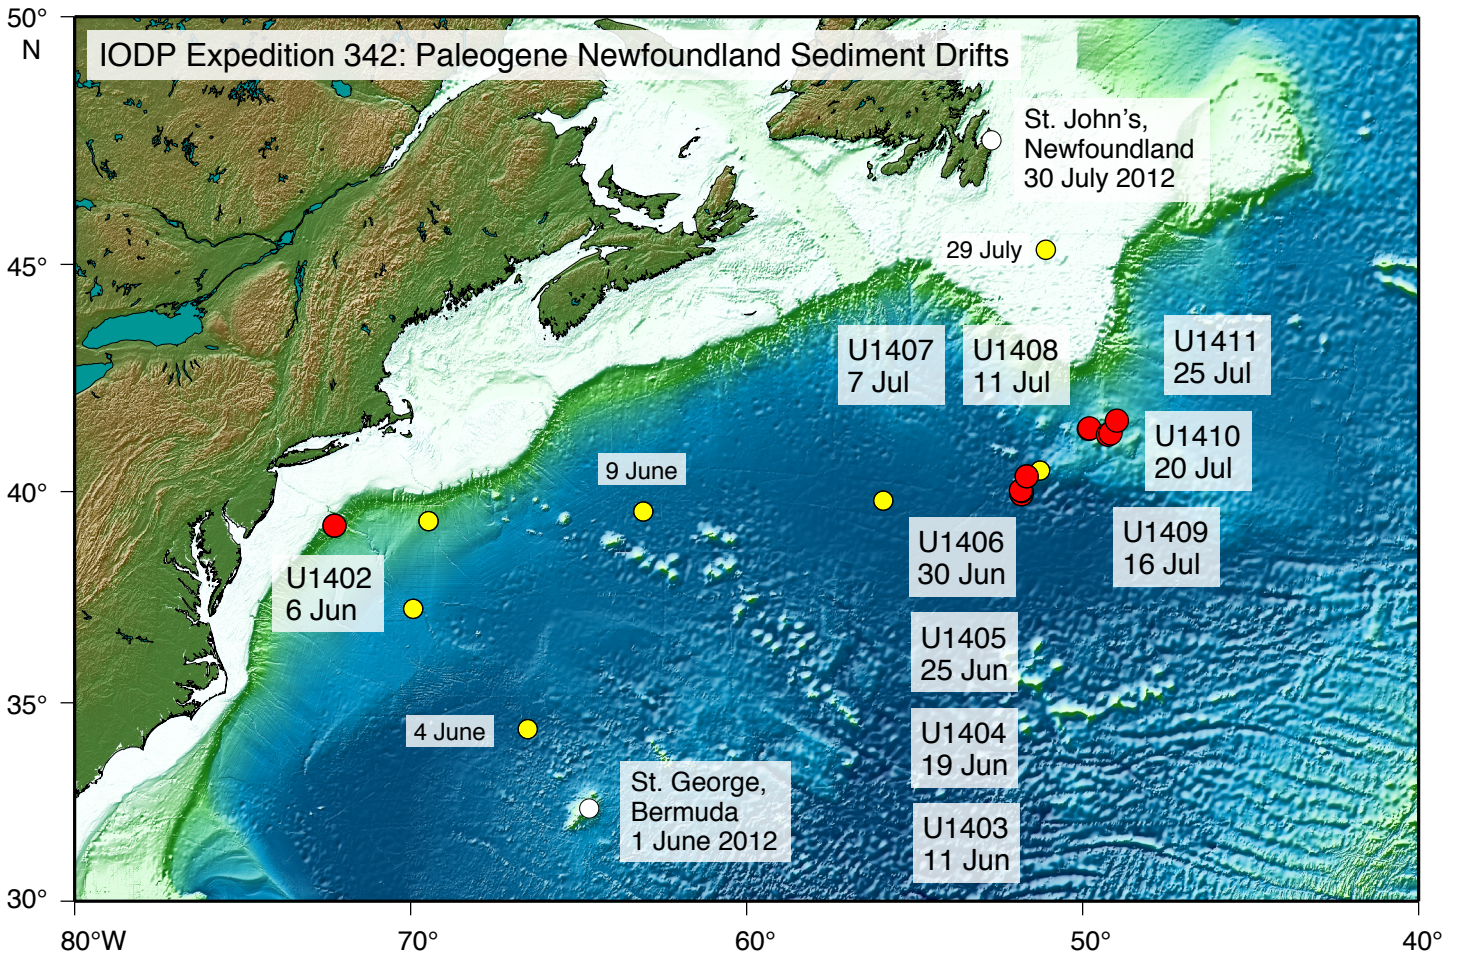 50°
N
IODP Expedition 342: Paleogene Newfoundland Sediment Drifts
St. John's,
Newfoundland
30 July 2012
29 July
45°
U1407
7 Jul
U1408
11 Jul
U1411
25 Jul
U1410
20 Jul
9 June
40°
U1409
16 Jul
U1406
30 Jun
U1402
6 Jun
U1405
25 Jun
35°
4 June
U1404
19 Jun
St. George,
Bermuda
1 June 2012
U1403
11 Jun
30°
80°W
70°
60°
50°
40°